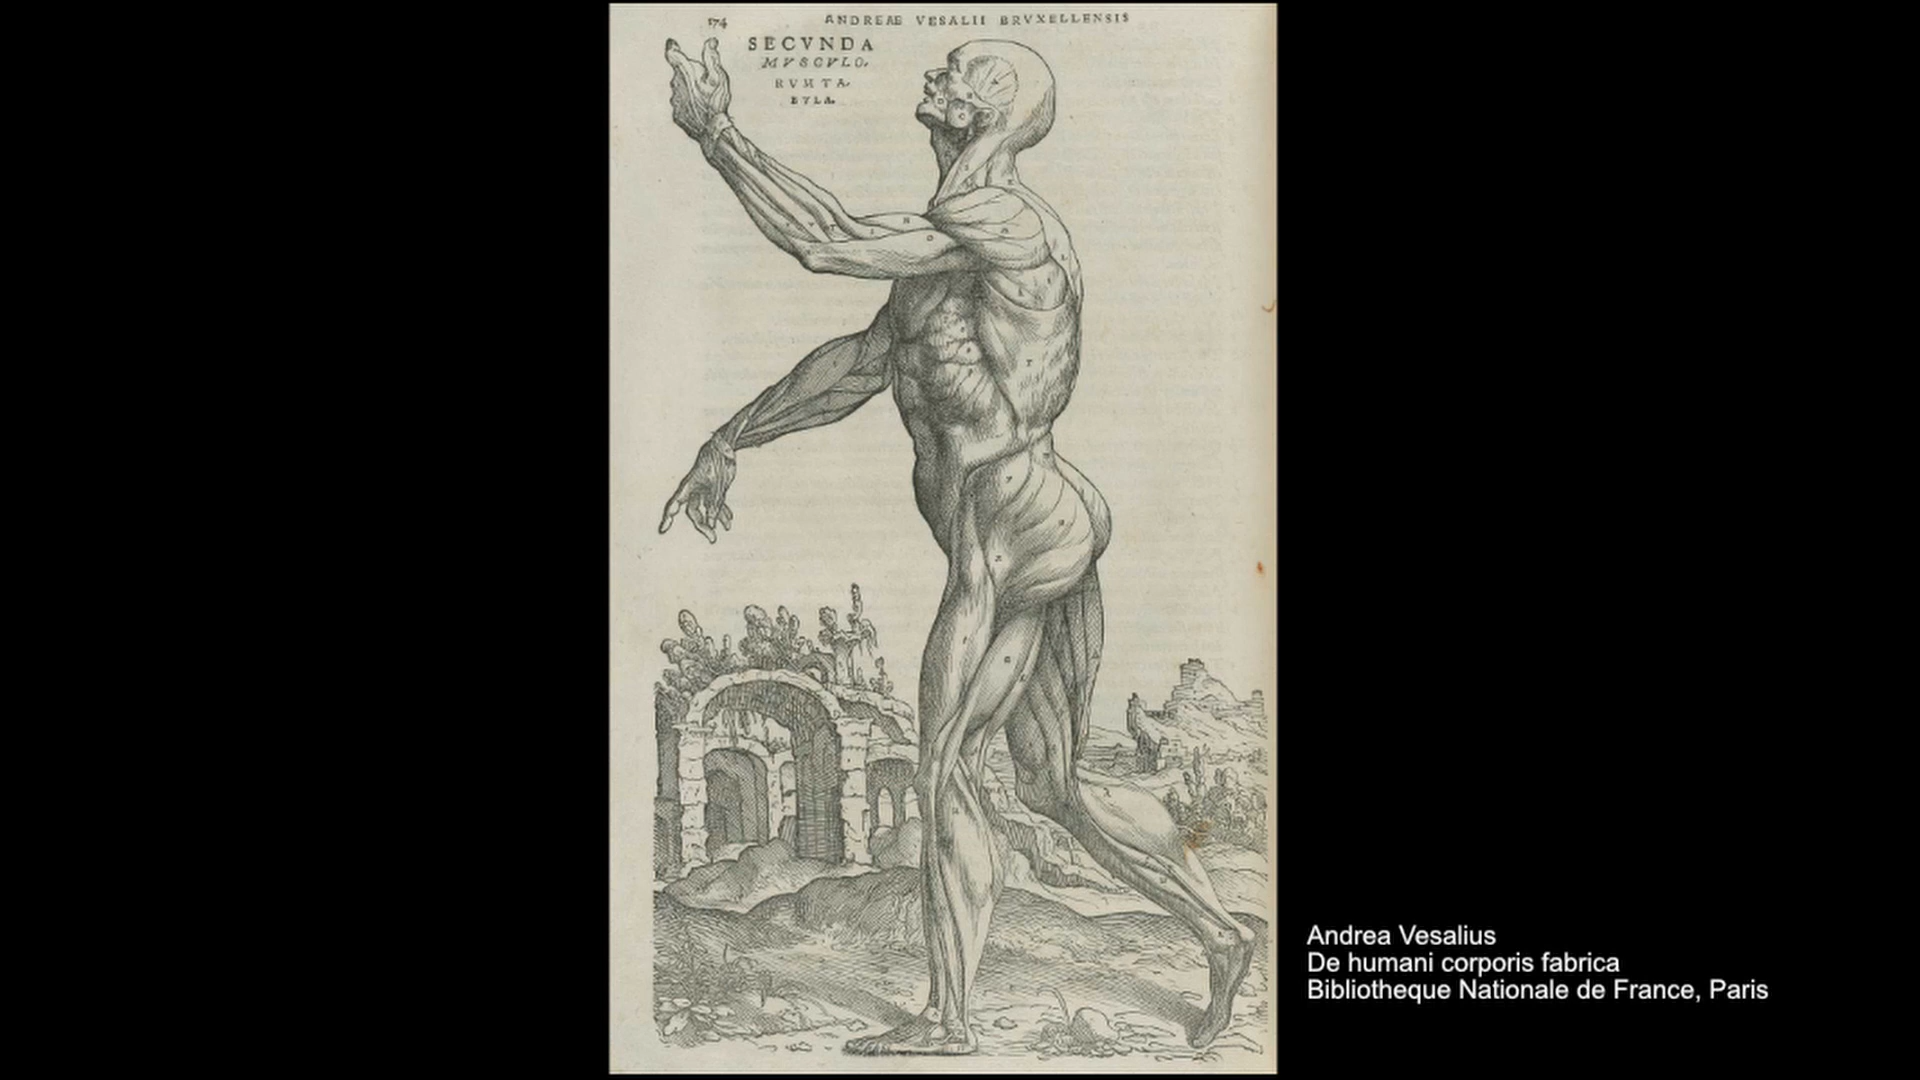 174
ANDREAE VESALII BRVXELLENSIS
SECVNDA
MVSCVLO-
RVM TA-
BVLA.
Andrea Vesalius
De humani corporis fabrica
Bibliotheque Nationale de France, Paris